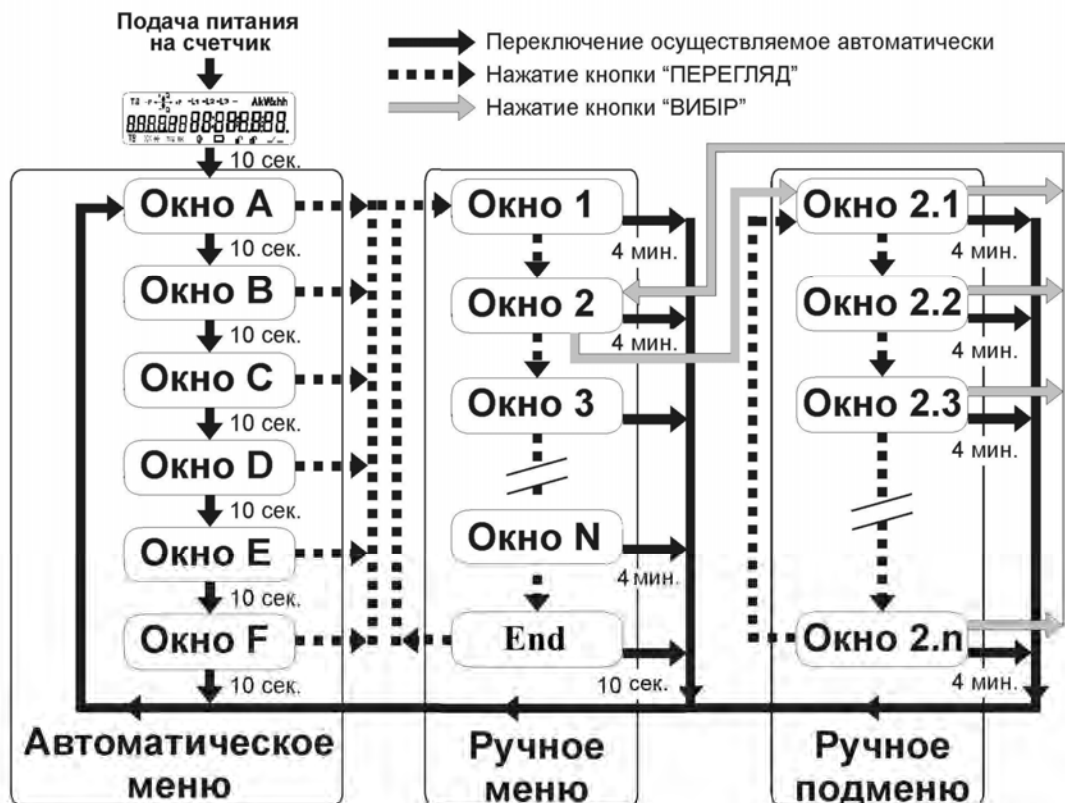 Подача питания
на счетчик
Переключение осуществляемое автоматически
Нажатие кнопки “ПЕРЕГЛЯД”
Нажатие кнопки “ВИБІР”
10 сек.
Окно A
10 сек.
Окно B
10 сек.
Окно C
10 сек.
Окно D
10 сек.
Окно E
10 сек.
Окно F
10 сек.
Автоматическое
меню
Окно 1
4 мин.
Окно 2
4 мин.
Окно 3
Окно N
4 мин.
End
10 сек.
Ручное
меню
Окно 2.1
4 мин.
Окно 2.2
4 мин.
Окно 2.3
4 мин.
Окно 2.n
4 мин.
Ручное
подменю